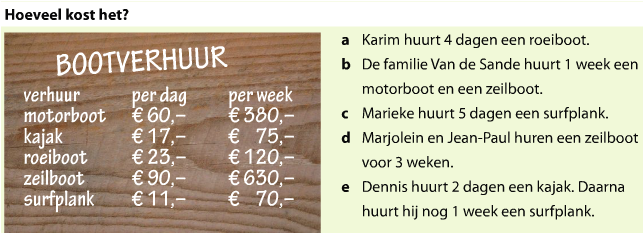 Hoeveel kost het?
BOOTVERHUUR
verhuur per dag per week
motorboot € 60,– € 380,–
kajak € 17,– € 75,–
roeiboot € 23,– € 120,–
zeilboot € 90,– € 630,–
surfplank € 11,– € 70,–
a Karim huurt 4 dagen een roeiboot.
b De familie Van de Sande huurt 1 week een
motorboot en een zeilboot.
c Marieke huurt 5 dagen een surfplank.
d Marjolein en Jean-Paul huren een zeilboot
voor 3 weken.
e Dennis huurt 2 dagen een kajak. Daarna
huurt hij nog 1 week een surfplank.